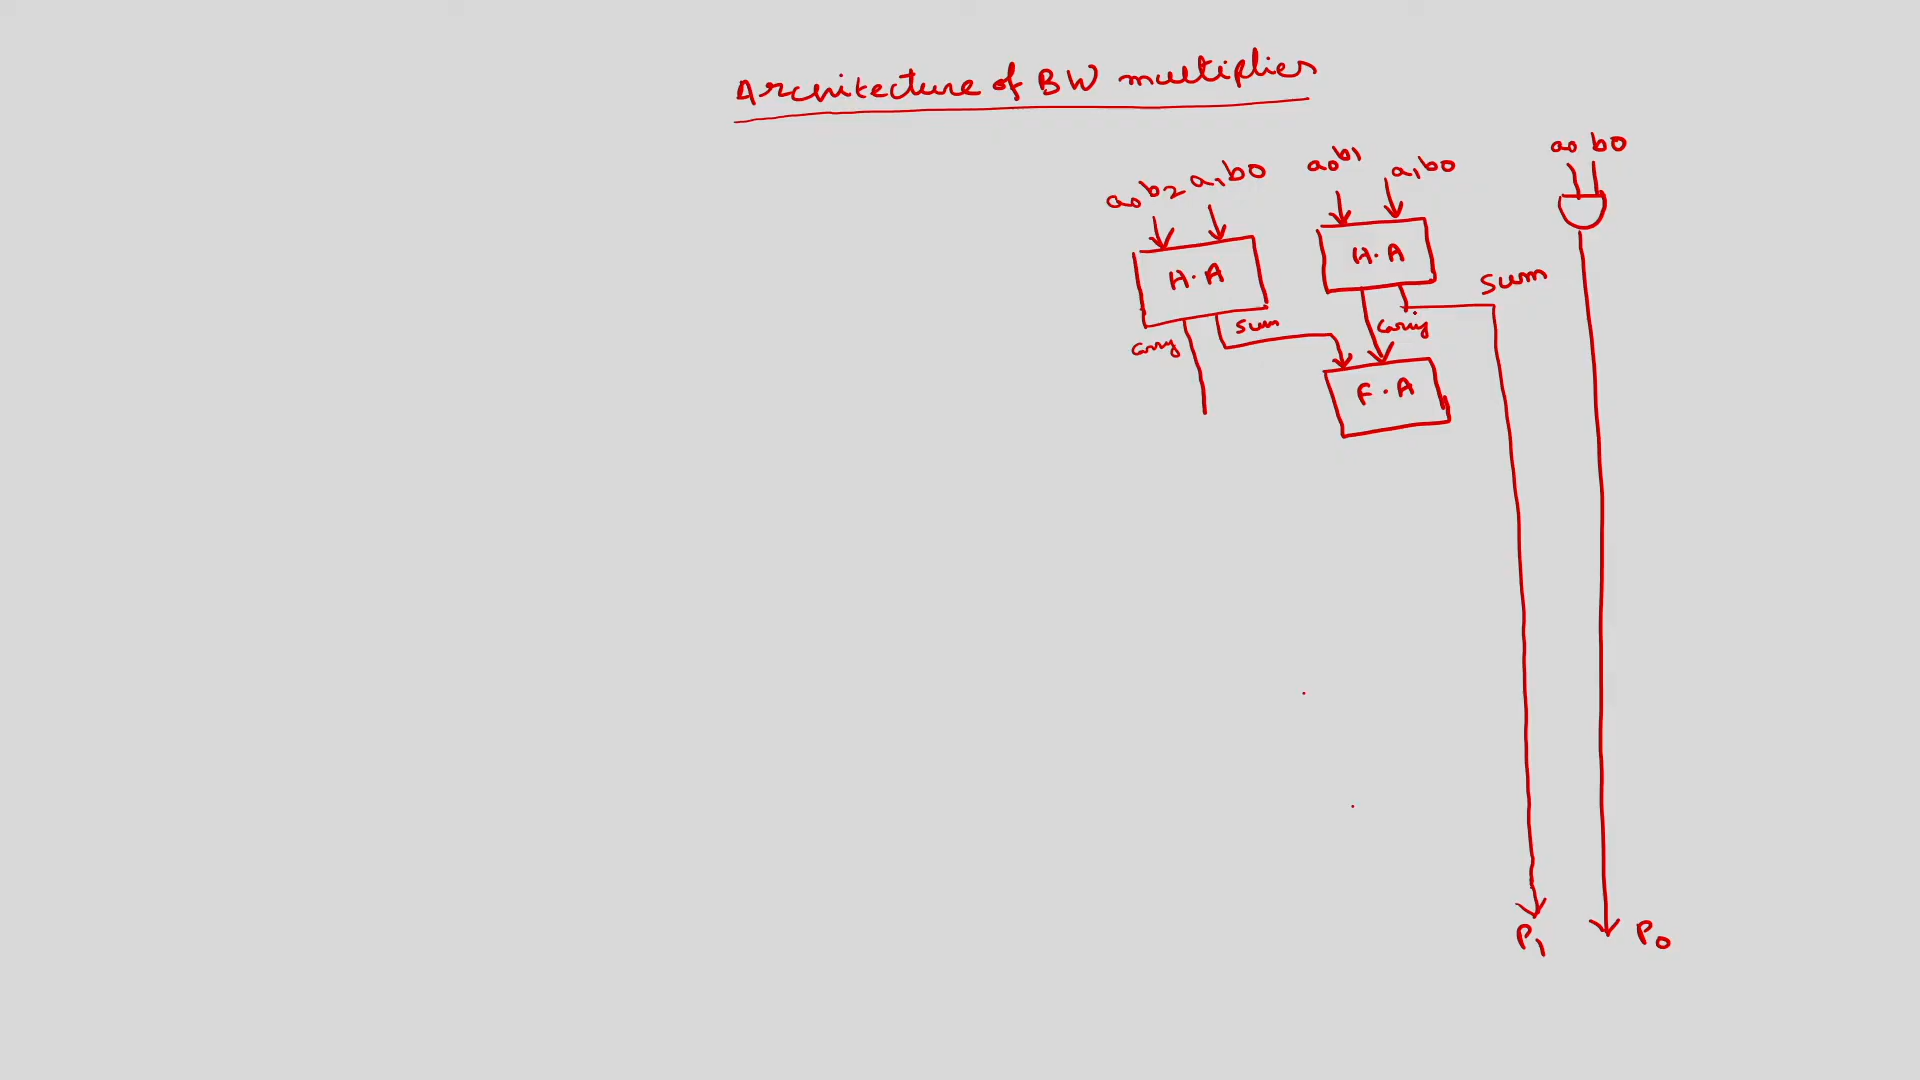 Architecture of BW multiplier
a0 b0
a0b1 a1b0
a0b2 a1b0
H.A
H.A
Sum
Sum
Carry
Carry
F.A
P1 P0